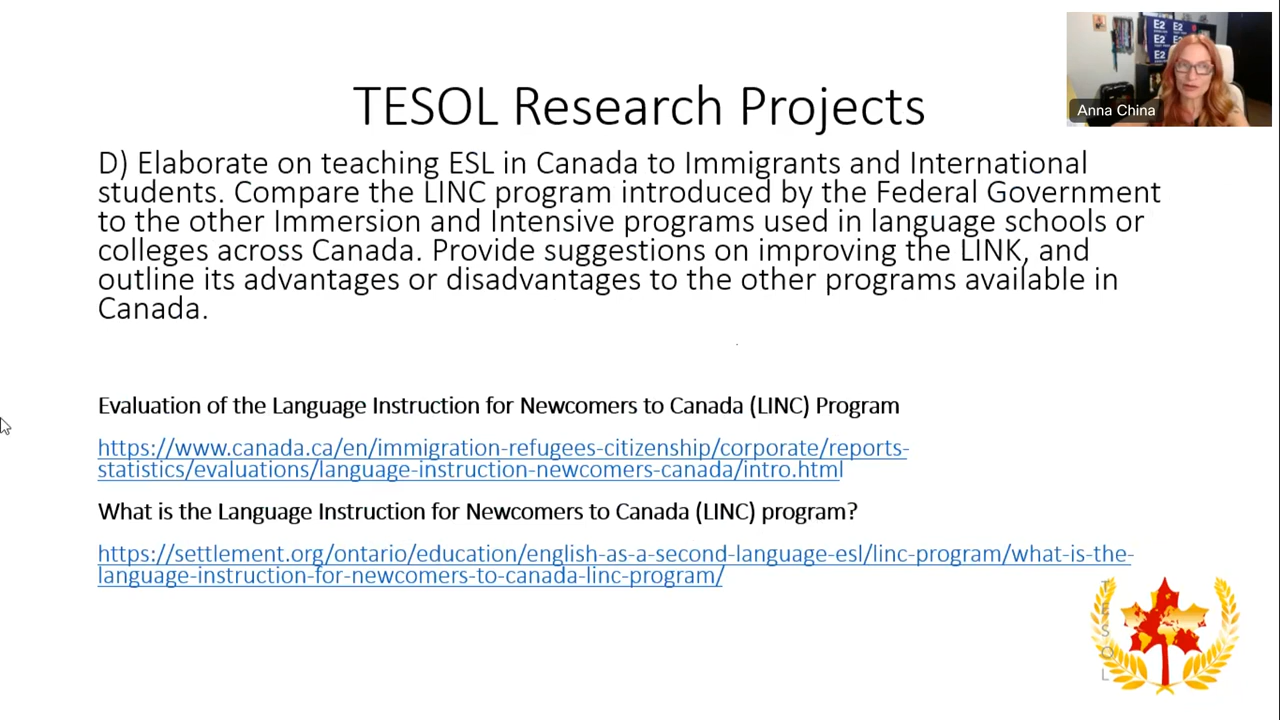 TESOL Research Projects
D) Elaborate on teaching ESL in Canada to Immigrants and International
students. Compare the LINC program introduced by the Federal Government
to the other Immersion and Intensive programs used in language schools or
colleges across Canada. Provide suggestions on improving the LINK, and
outline its advantages or disadvantages to the other programs available in
Canada.
Evaluation of the Language Instruction for Newcomers to Canada (LINC) Program
https://www.canada.ca/en/immigration-refugees-citizenship/corporate/reports-
statistics/evaluations/language-instruction-newcomers-canada/intro.html
What is the Language Instruction for Newcomers to Canada (LINC) program?
https://settlement.org/ontario/education/english-as-a-second-language-esl/linc-program/what-is-the-
language-instruction-for-newcomers-to-canada-linc-program/
E2 E2
E2
E2
Anna China
TESOL